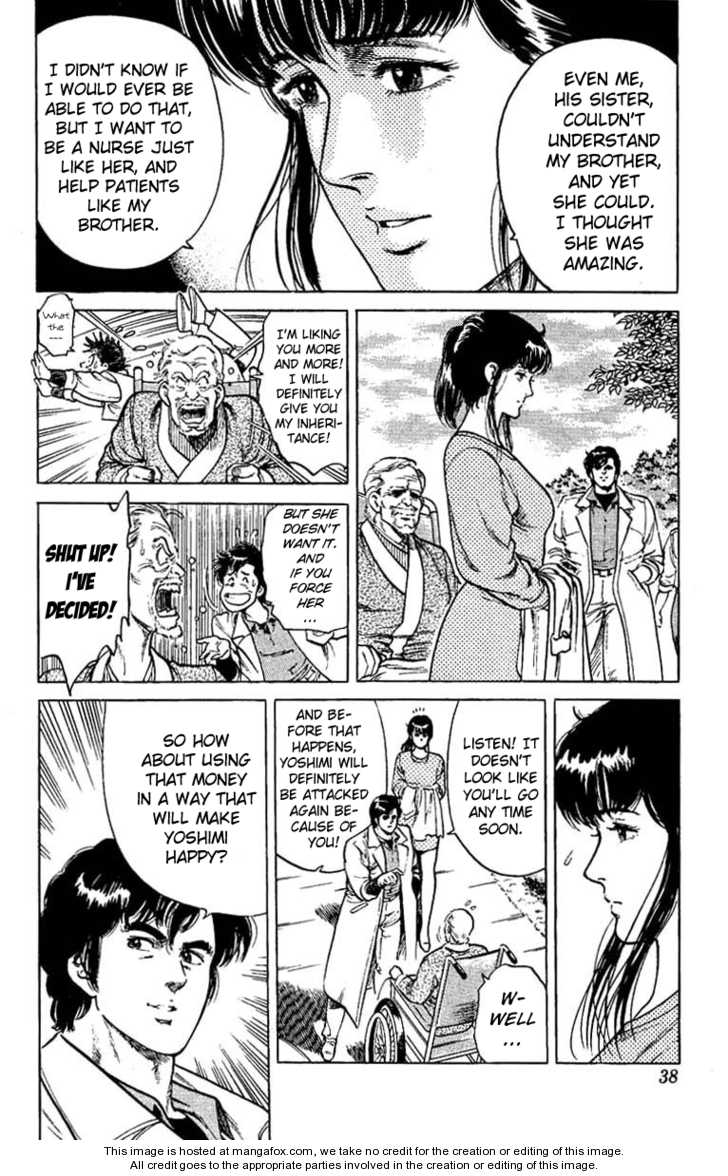 EVEN ME,
HIS SISTER,
COULDN'T
UNDERSTAND
MY BROTHER,
AND YET
SHE COULD.
I THOUGHT
SHE WAS
AMAZING.
I DIDN'T KNOW IF
I WOULD EVER BE
ABLE TO DO THAT,
BUT I WANT TO
BE A NURSE JUST
LIKE HER, AND
HELP PATIENTS
LIKE MY
BROTHER.
I'M LIKING
YOU MORE
AND MORE!
I WILL
DEFINITELY
GIVE YOU
MY INHERI-
TANCE!
What
the
---
BUT SHE
DOESN'T
WANT IT.
AND
IF YOU
FORCE
HER
...
SHUT UP!
I'VE
DECIDED!
LISTEN! IT
DOESN'T
LOOK LIKE
YOU'LL GO
ANY TIME
SOON.
AND BE-
FORE THAT
HAPPENS,
YOSHIMI WILL
DEFINITELY
BE ATTACKED
AGAIN BE-
CAUSE OF
YOU!
W-
WELL
...
SO HOW
ABOUT USING
THAT MONEY
IN A WAY THAT
WILL MAKE
YOSHIMI
HAPPY?
38
This image is hosted at mangafox.com, we take no credit for the creation or editing of this image.
All credit goes to the appropriate parties involved in the creation or editing of this image.